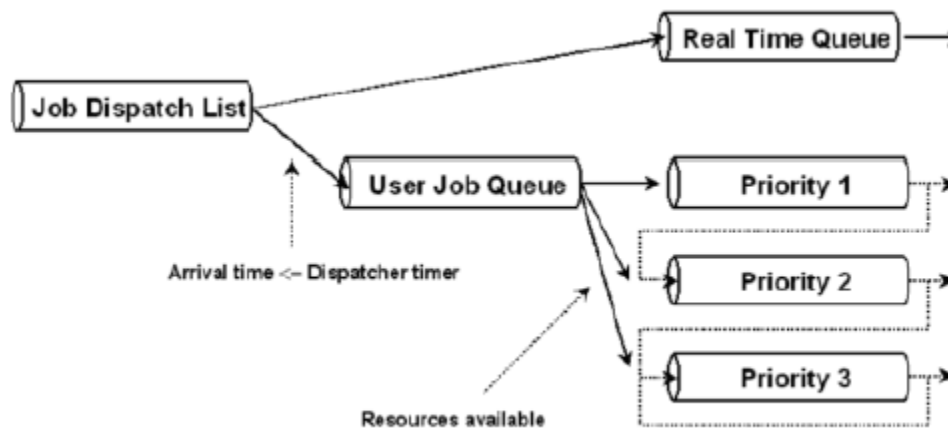 Real Time Queue
Job Dispatch List
User Job Queue
Priority 1
Arrival time <-- Dispatcher timer
Priority 2
Priority 3
Resources available